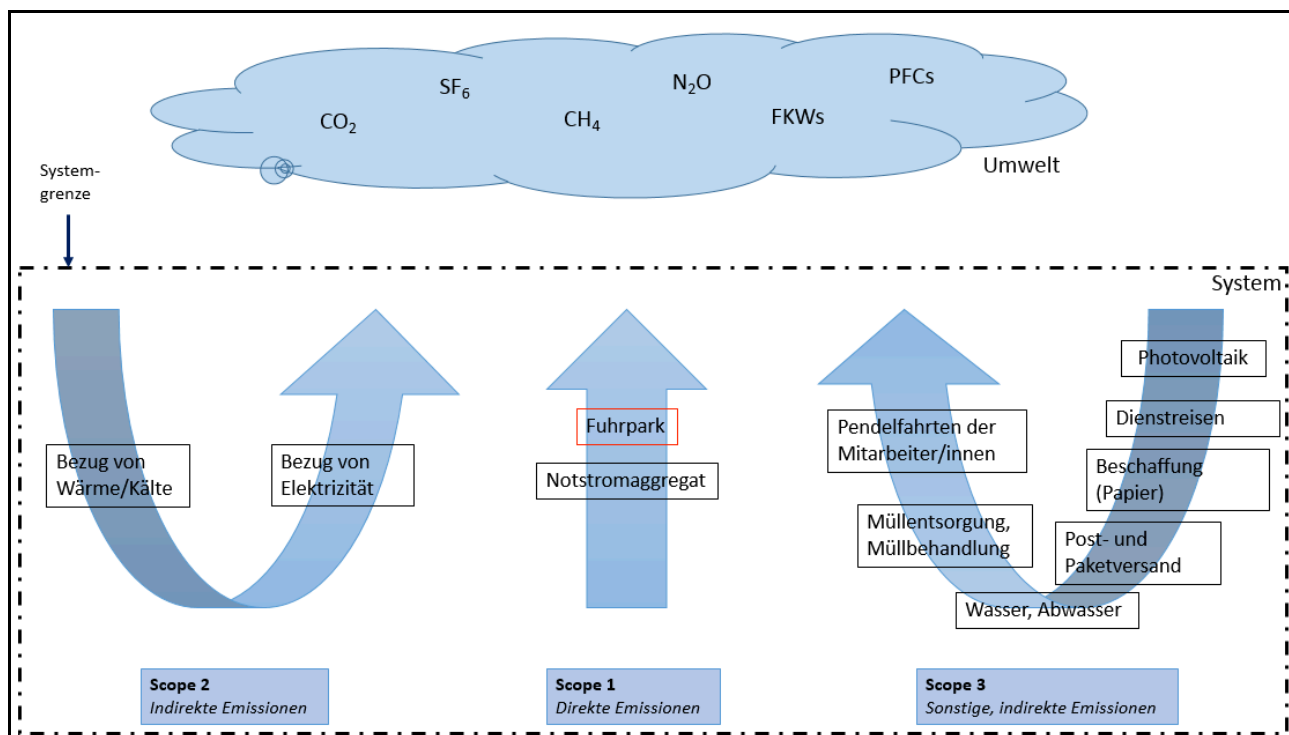 SF₆
N₂O
PFCs
CO₂
CH₄
FKWs
Umwelt
System-
grenze
System
Bezug von
Wärme/Kälte
Bezug von
Elektrizität
Fuhrpark
Notstromaggregat
Pendelfahrten der
Mitarbeiter/innen
Müllentsorgung,
Müllbehandlung
Wasser, Abwasser
Photovoltaik
Dienstreisen
Beschaffung
(Papier)
Post- und
Paketversand
Scope 2
Indirekte Emissionen
Scope 1
Direkte Emissionen
Scope 3
Sonstige, indirekte Emissionen